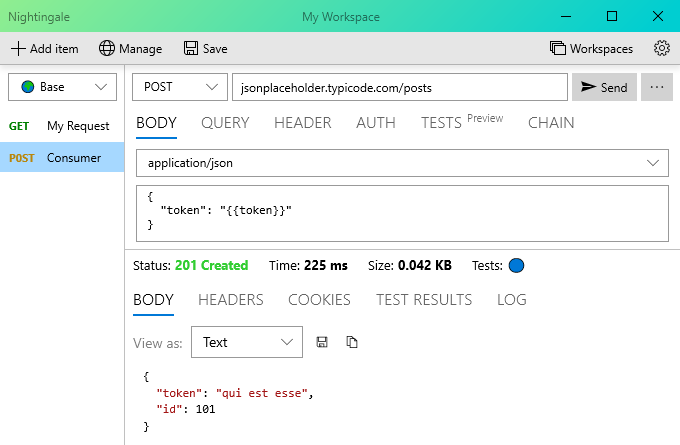 Nightingale My Workspace
Add item Manage Save Workspaces
Base POST jsonplaceholder.typicode.com/posts Send ...
GET My Request
POST Consumer
BODY QUERY HEADER AUTH TESTS Preview CHAIN
application/json
{
"token": "{{token}}"
}
Status: 201 Created Time: 225 ms Size: 0.042 KB Tests:
BODY HEADERS COOKIES TEST RESULTS LOG
View as: Text
{
"token": "qui est esse",
"id": 101
}